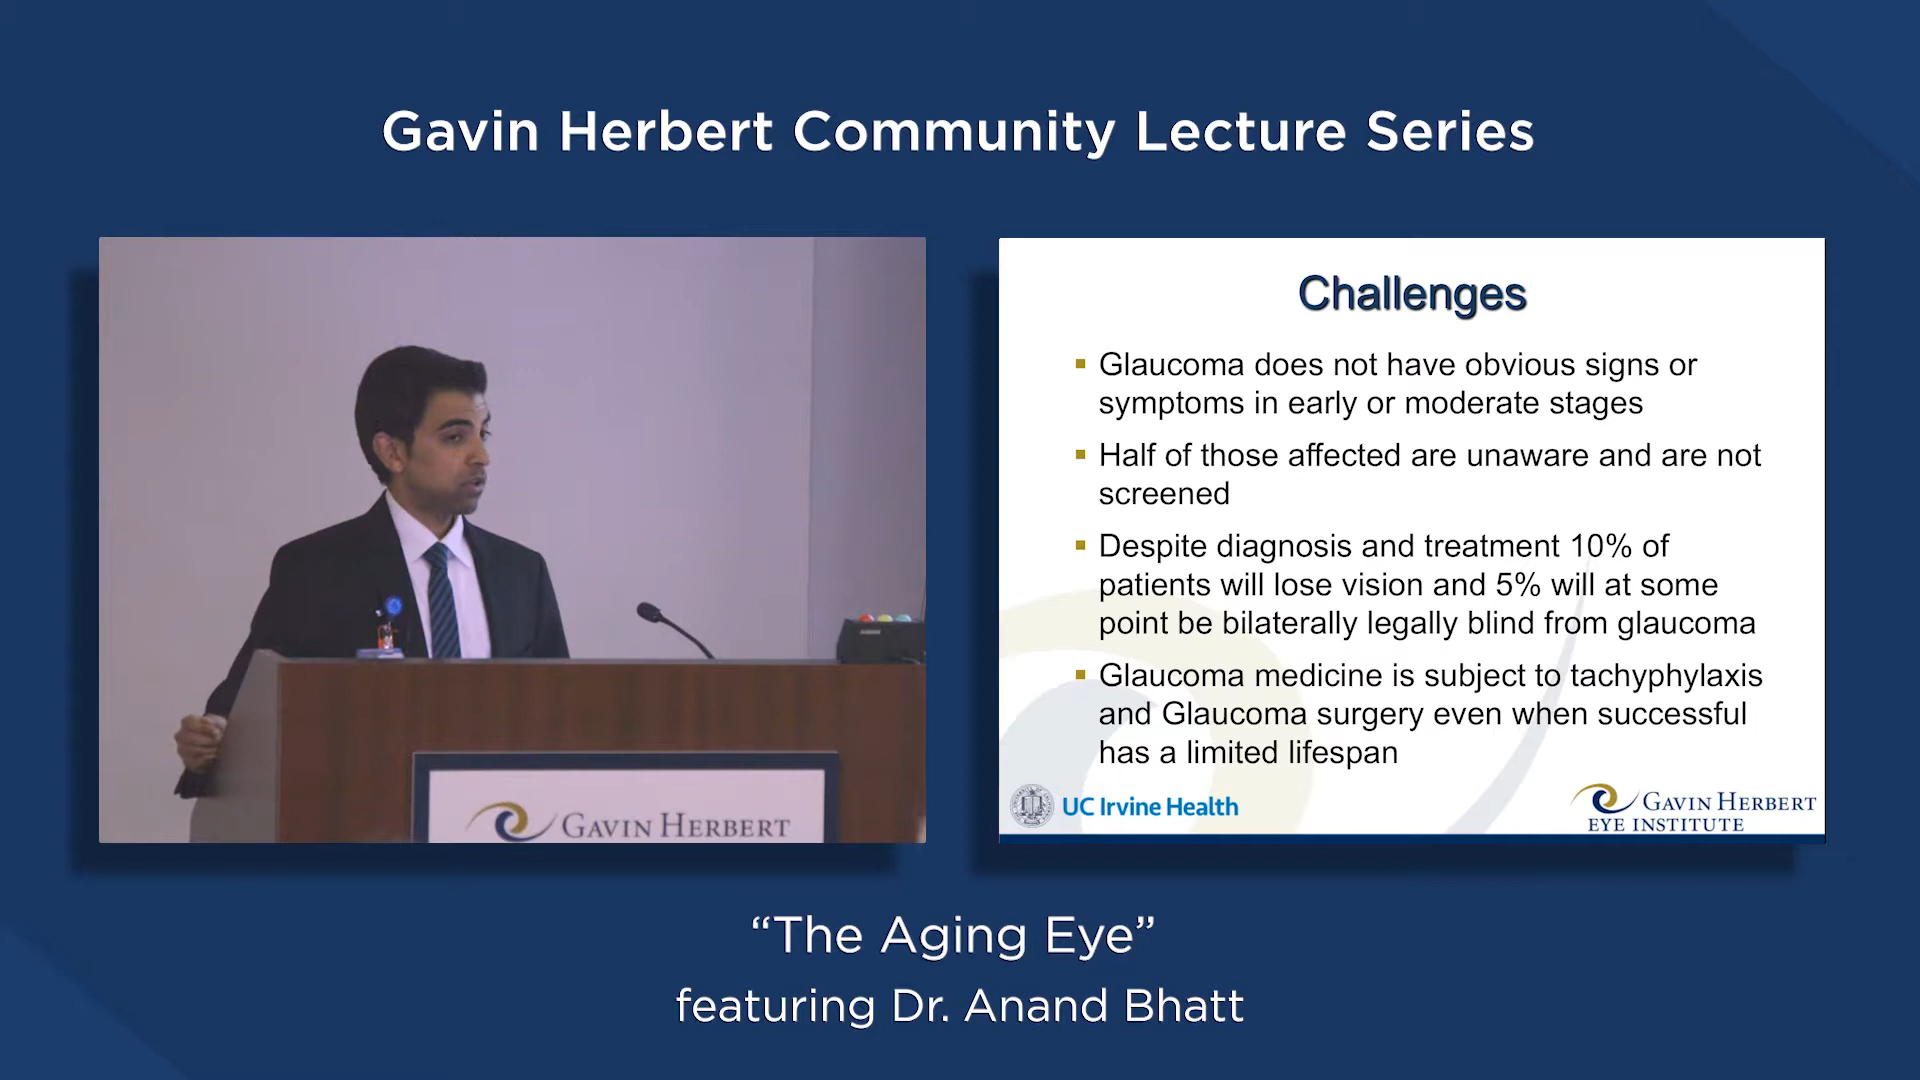 Gavin Herbert Community Lecture Series
GAVIN HERBERT
Challenges
Glaucoma does not have obvious signs or
symptoms in early or moderate stages
Half of those affected are unaware and are not
screened
Despite diagnosis and treatment 10% of
patients will lose vision and 5% will at some
point be bilaterally legally blind from glaucoma
Glaucoma medicine is subject to tachyphylaxis
and Glaucoma surgery even when successful
has a limited lifespan
UC Irvine Health
GAVIN HERBERT
EYE INSTITUTE
“The Aging Eye”
featuring Dr. Anand Bhatt